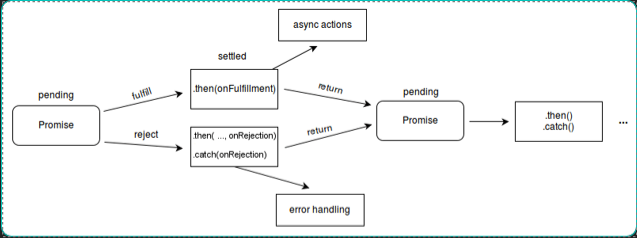 async actions
settled
pending
fulfill
.then(onFulfillment)
return
pending
Promise
reject
.then( ..., onRejection)
.catch(onRejection)
return
Promise
.then()
.catch()
...
error handling